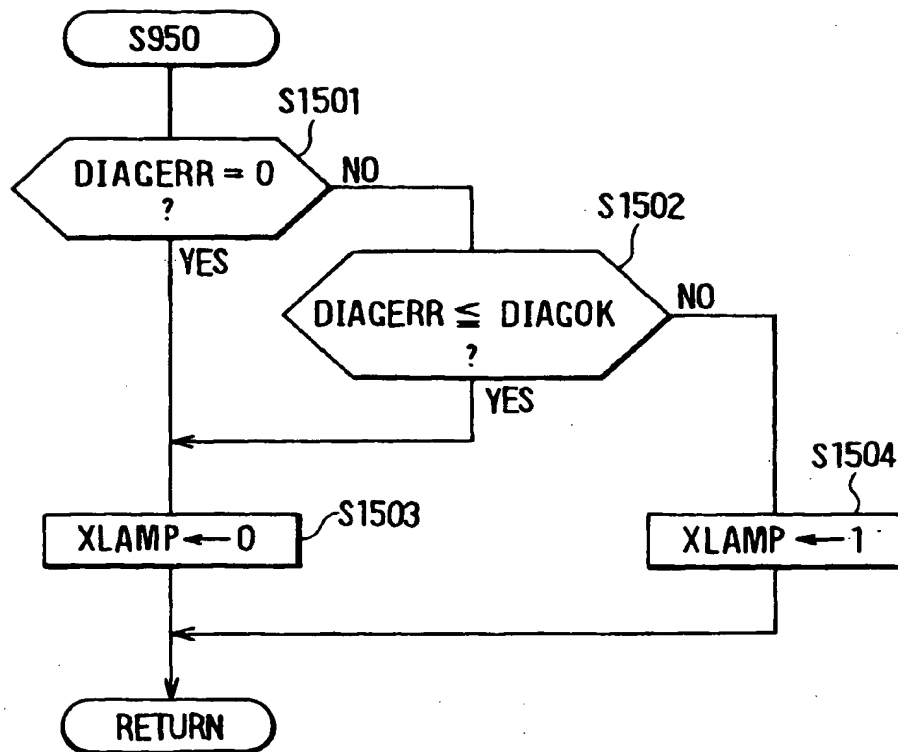 S950
S1501
DIAGERR = 0
?
NO
YES
S1502
DIAGERR ≦ DIAGOK
?
NO
YES
S1503
XLAMP ← 0
S1504
XLAMP ← 1
RETURN